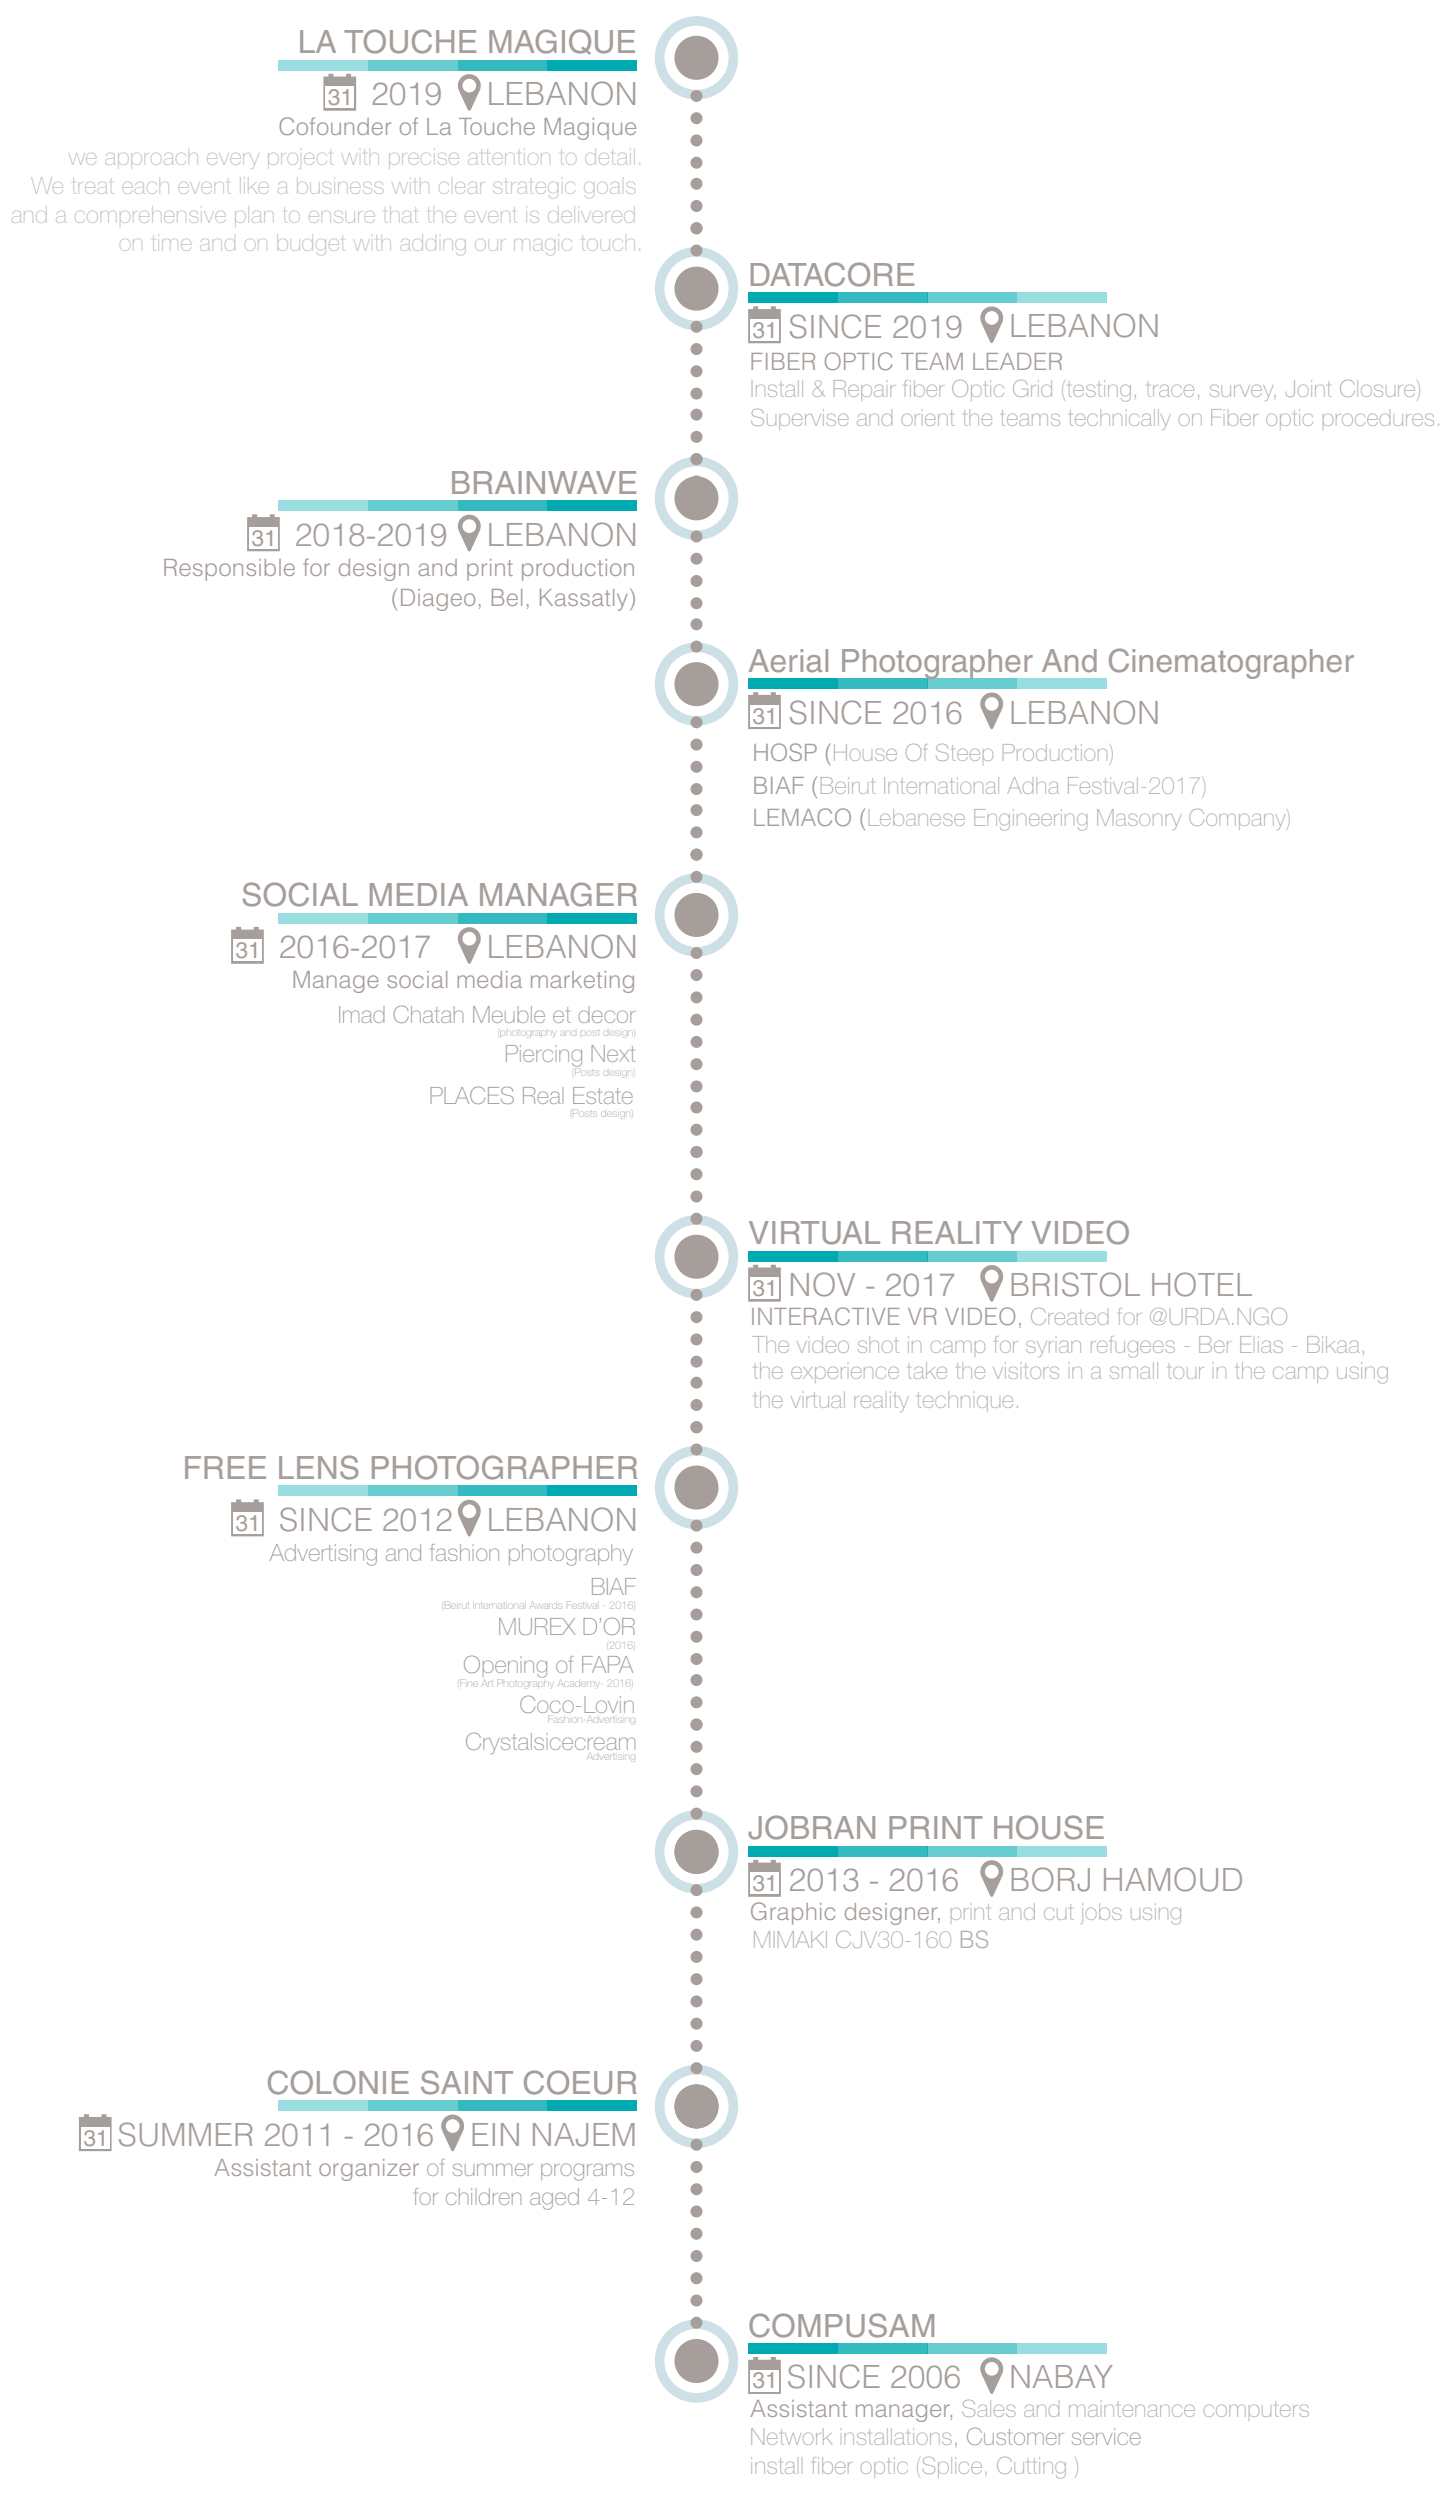 LA TOUCHE MAGIQUE
31 2019 LEBANON
Cofounder of La Touche Magique
we approach every project with precise attention to detail.
We treat each event like a business with clear strategic goals
and a comprehensive plan to ensure that the event is delivered
on time and on budget with adding our magic touch.
DATACORE
31 SINCE 2019 LEBANON
FIBER OPTIC TEAM LEADER
Install & Repair fiber Optic Grid (testing, trace, survey, Joint Closure)
Supervise and orient the teams technically on Fiber optic procedures.
BRAINWAVE
31 2018-2019 LEBANON
Responsible for design and print production
(Diageo, Bel, Kassatly)
Aerial Photographer And Cinematographer
31 SINCE 2016 LEBANON
HOSP (House Of Steep Production)
BIAF (Beirut International Adha Festival-2017)
LEMACO (Lebanese Engineering Masonry Company)
SOCIAL MEDIA MANAGER
31 2016-2017 LEBANON
Manage social media marketing
Imad Chatah Meuble et decor
(photography and post design)
Piercing Next
(Posts design)
PLACES Real Estate
(Posts design)
VIRTUAL REALITY VIDEO
31 NOV - 2017 BRISTOL HOTEL
INTERACTIVE VR VIDEO, Created for @URDA.NGO
The video shot in camp for syrian refugees - Ber Elias - Bikaa,
the experience take the visitors in a small tour in the camp using
the virtual reality technique.
FREE LENS PHOTOGRAPHER
31 SINCE 2012 LEBANON
Advertising and fashion photography
BIAF
(Beirut International Awards Festival - 2016)
MUREX D'OR
(2016)
Opening of FAPA
(Fine Art Photography Academy- 2016)
Coco-Lovin
Fashion-Advertising
Crystalsicecream
Advertising
JOBRAN PRINT HOUSE
31 2013 - 2016 BORJ HAMOUD
Graphic designer, print and cut jobs using
MIMAKI CJV30-160 BS
COLONIE SAINT COEUR
31 SUMMER 2011 - 2016 EIN NAJEM
Assistant organizer of summer programs
for children aged 4-12
COMPUSAM
31 SINCE 2006 NABAY
Assistant manager, Sales and maintenance computers
Network installations, Customer service
install fiber optic (Splice, Cutting )